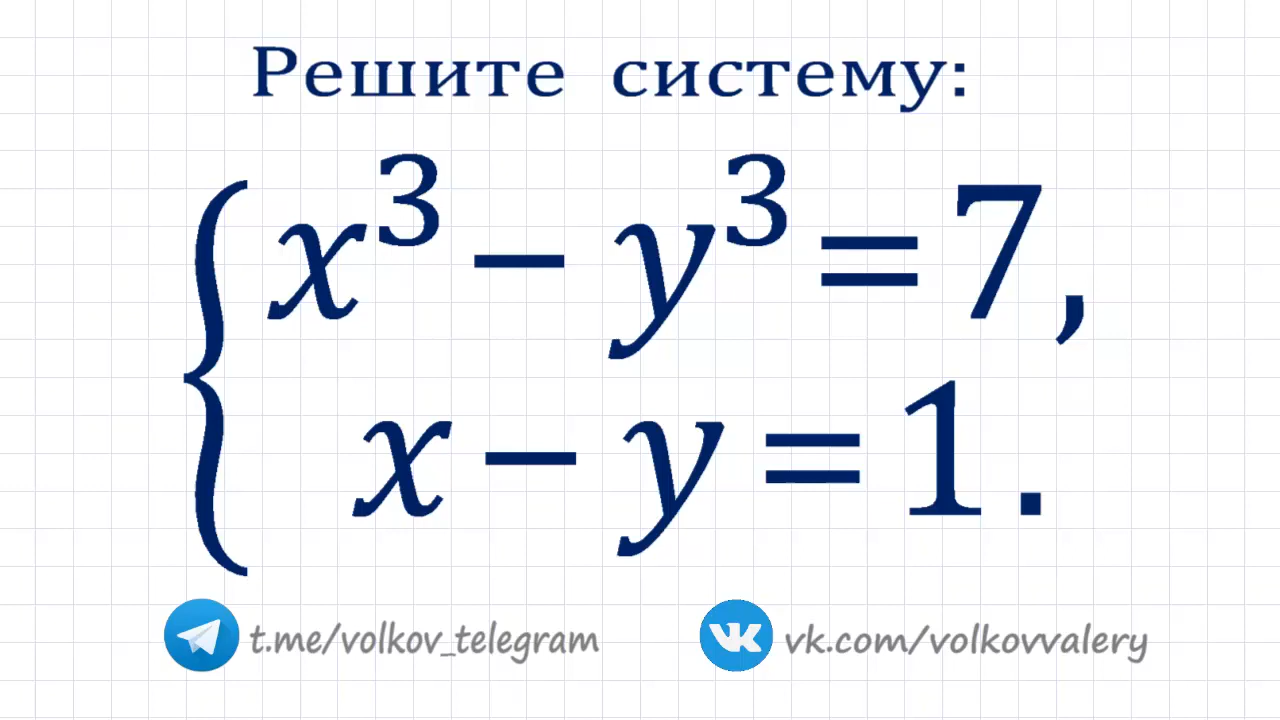 Решите систему:
x³ − y³ = 7,
x − y = 1.
t.me/volkov_telegram vk.com/volkovvalery